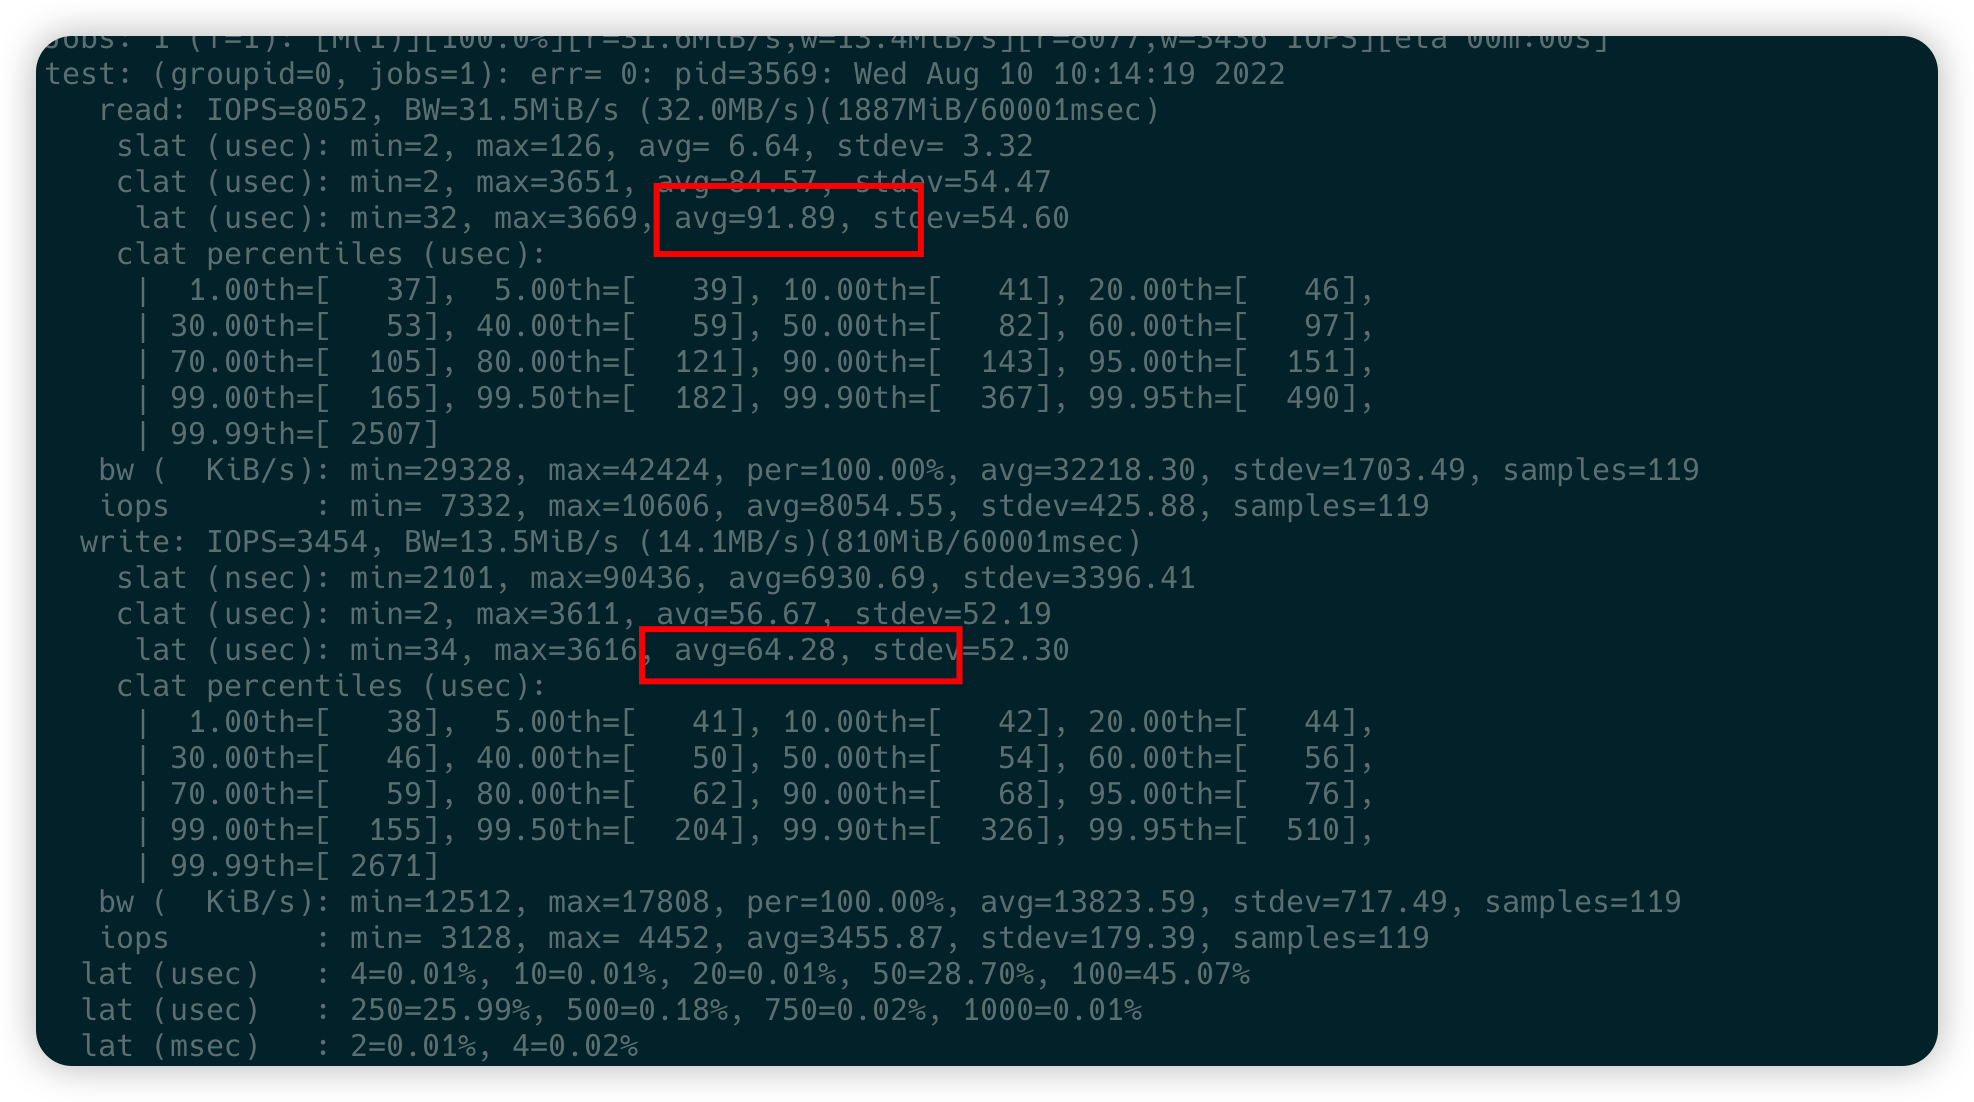 jobs: 1 (f=1): [M(1)][100.0%][r=31.6MiB/s,w=13.4MiB/s][r=8077,w=3436 IOPS][eta 00m:00s]
test: (groupid=0, jobs=1): err= 0: pid=3569: Wed Aug 10 10:14:19 2022
read: IOPS=8052, BW=31.5MiB/s (32.0MB/s)(1887MiB/60001msec)
slat (usec): min=2, max=126, avg= 6.64, stdev= 3.32
clat (usec): min=2, max=3651, avg=84.57, stdev=54.47
lat (usec): min=32, max=3669, avg=91.89, stdev=54.60
clat percentiles (usec):
| 1.00th=[ 37], 5.00th=[ 39], 10.00th=[ 41], 20.00th=[ 46],
| 30.00th=[ 53], 40.00th=[ 59], 50.00th=[ 82], 60.00th=[ 97],
| 70.00th=[ 105], 80.00th=[ 121], 90.00th=[ 143], 95.00th=[ 151],
| 99.00th=[ 165], 99.50th=[ 182], 99.90th=[ 367], 99.95th=[ 490],
| 99.99th=[ 2507]
bw ( KiB/s): min=29328, max=42424, per=100.00%, avg=32218.30, stdev=1703.49, samples=119
iops : min= 7332, max=10606, avg=8054.55, stdev=425.88, samples=119
write: IOPS=3454, BW=13.5MiB/s (14.1MB/s)(810MiB/60001msec)
slat (nsec): min=2101, max=90436, avg=6930.69, stdev=3396.41
clat (usec): min=2, max=3611, avg=56.67, stdev=52.19
lat (usec): min=34, max=3616, avg=64.28, stdev=52.30
clat percentiles (usec):
| 1.00th=[ 38], 5.00th=[ 41], 10.00th=[ 42], 20.00th=[ 44],
| 30.00th=[ 46], 40.00th=[ 50], 50.00th=[ 54], 60.00th=[ 56],
| 70.00th=[ 59], 80.00th=[ 62], 90.00th=[ 68], 95.00th=[ 76],
| 99.00th=[ 155], 99.50th=[ 204], 99.90th=[ 326], 99.95th=[ 510],
| 99.99th=[ 2671]
bw ( KiB/s): min=12512, max=17808, per=100.00%, avg=13823.59, stdev=717.49, samples=119
iops : min= 3128, max= 4452, avg=3455.87, stdev=179.39, samples=119
lat (usec) : 4=0.01%, 10=0.01%, 20=0.01%, 50=28.70%, 100=45.07%
lat (usec) : 250=25.99%, 500=0.18%, 750=0.02%, 1000=0.01%
lat (msec) : 2=0.01%, 4=0.02%